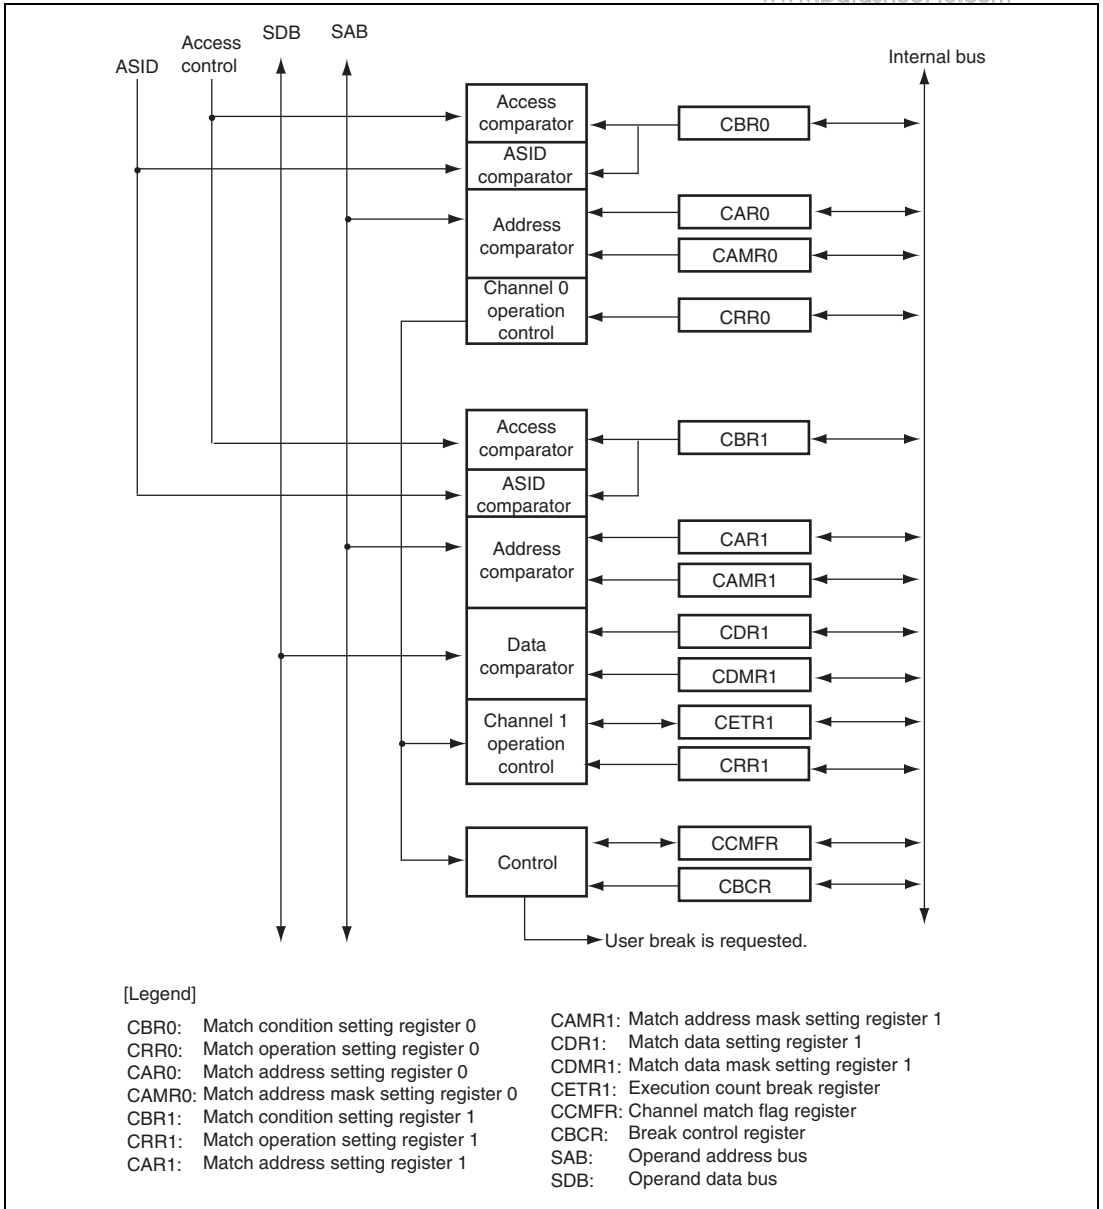 SDB
SAB
Access
control
ASID
Internal bus
Access
comparator
CBR0
ASID
comparator
CAR0
Address
comparator
CAMR0
Channel 0
operation
control
CRR0
Access
comparator
CBR1
ASID
comparator
CAR1
Address
comparator
CAMR1
CDR1
Data
comparator
CDMR1
Channel 1
operation
control
CETR1
CRR1
Control
CCMFR
CBCR
User break is requested.
[Legend]
CBR0: Match condition setting register 0
CRR0: Match operation setting register 0
CAR0: Match address setting register 0
CAMR0: Match address mask setting register 0
CBR1: Match condition setting register 1
CRR1: Match operation setting register 1
CAR1: Match address setting register 1
CAMR1: Match address mask setting register 1
CDR1: Match data setting register 1
CDMR1: Match data mask setting register 1
CETR1: Execution count break register
CCMFR: Channel match flag register
CBCR: Break control register
SAB: Operand address bus
SDB: Operand data bus